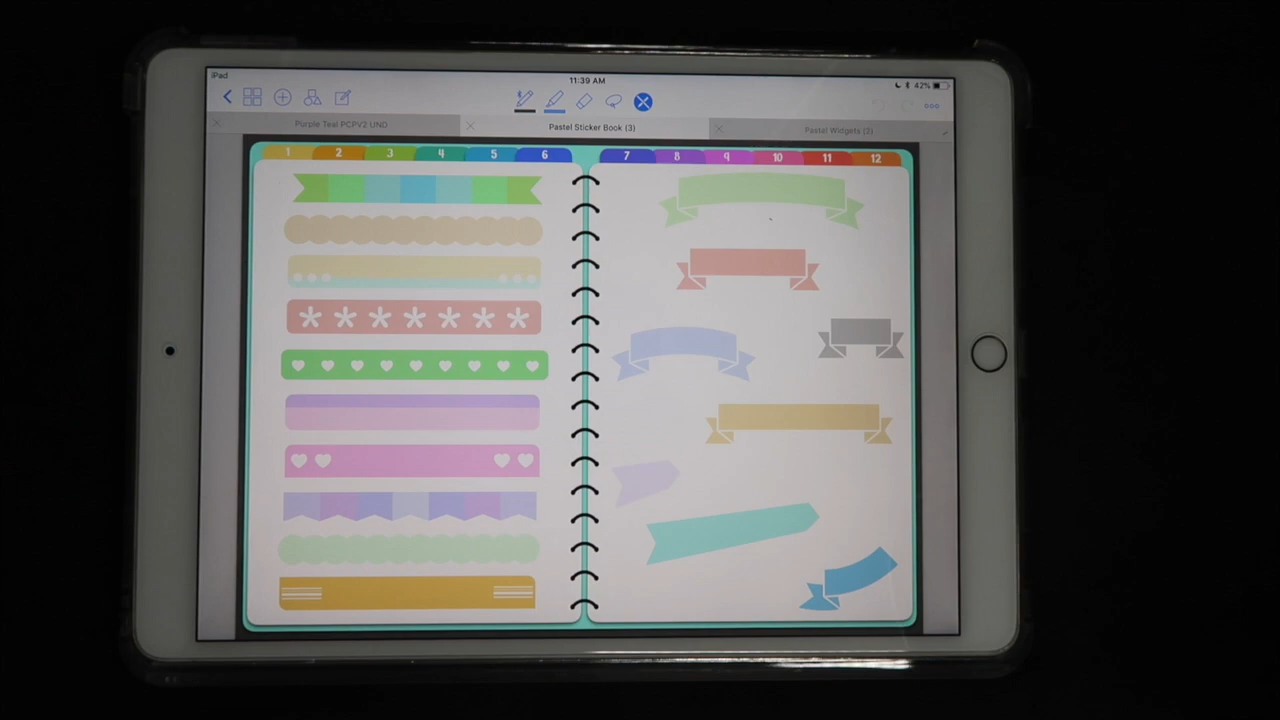 iPad
11:39 AM
42%
Purple Teal PCPV2 UND
Pastel Sticker Book (3)
Pastel Widgets (3)
1 2 3 4 5 6 7 8 9 10 11 12